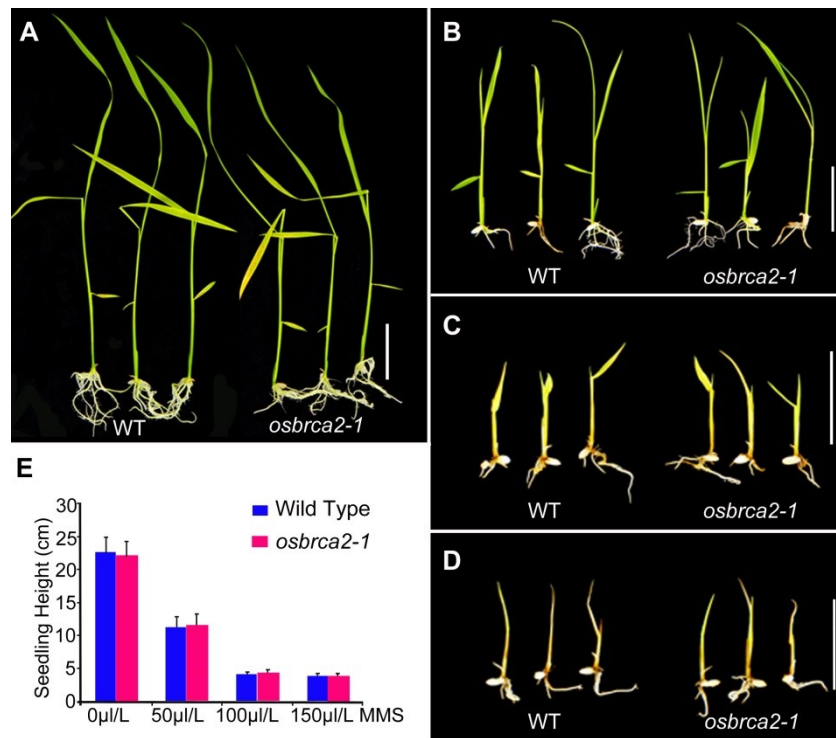 A
WT
osbrca2-1
B
WT
osbrca2-1
C
WT
osbrca2-1
D
WT
osbrca2-1
E
Seedling Height (cm)
30
25
20
15
10
5
0
Wild Type
osbrca2-1
0μl/L 50μl/L 100μl/L 150μl/L MMS